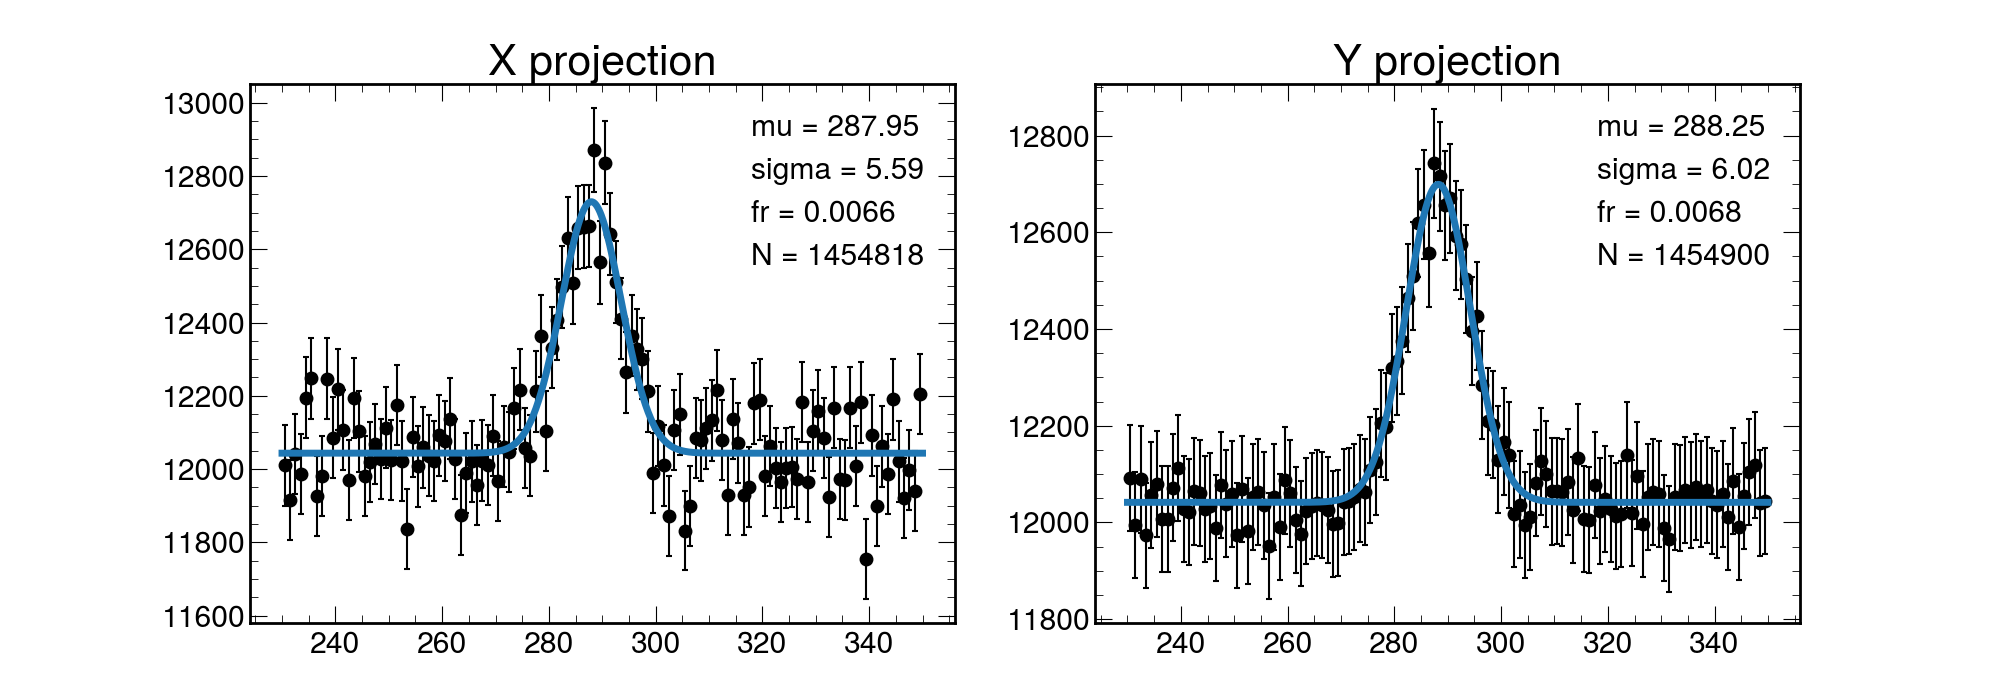 X projection
13000
12800
12600
12400
12200
12000
11800
11600
240
260
280
300
320
340
mu = 287.95
sigma = 5.59
fr = 0.0066
N = 1454818
Y projection
12800
12600
12400
12200
12000
11800
240
260
280
300
320
340
mu = 288.25
sigma = 6.02
fr = 0.0068
N = 1454900